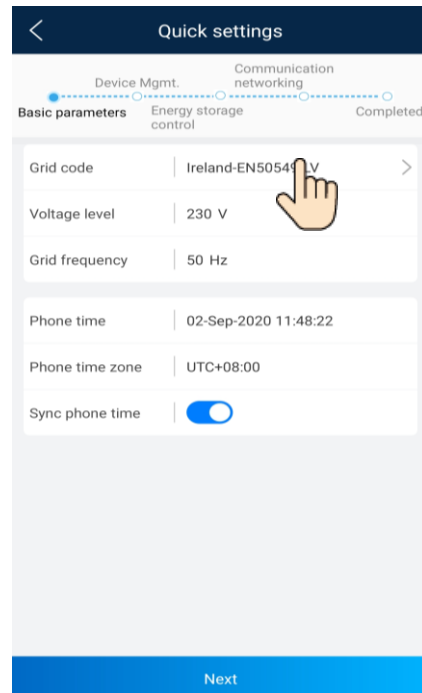 Quick settings
Device Mgmt.
Communication
networking
Basic parameters
Energy storage
control
Completed
Grid code Ireland-EN50549-LV
Voltage level 230 V
Grid frequency 50 Hz
Phone time 02-Sep-2020 11:48:22
Phone time zone UTC+08:00
Sync phone time
Next